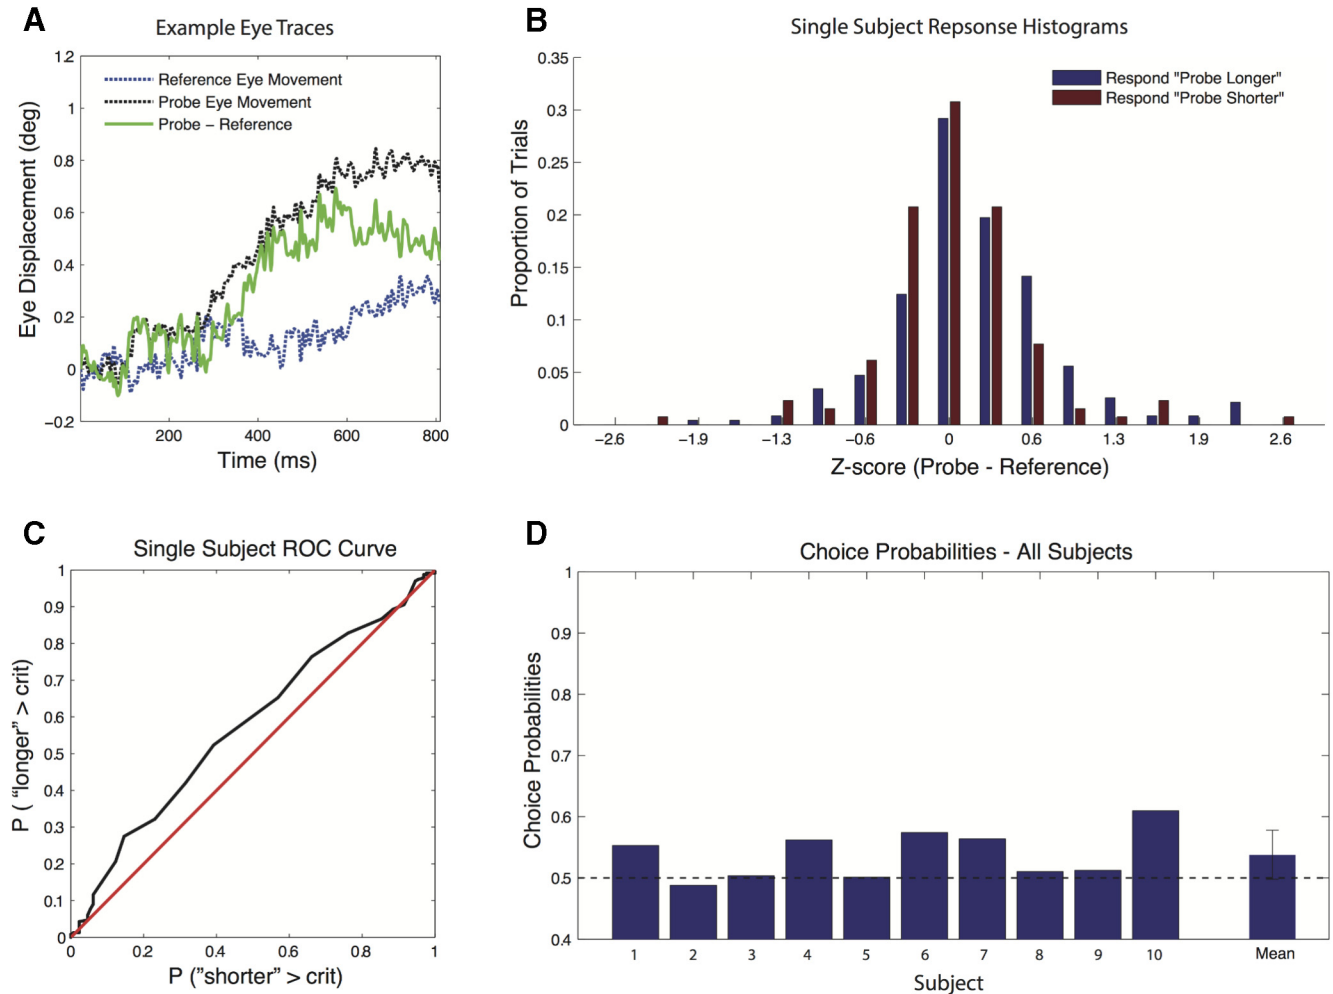 A
Example Eye Traces
12
1
0.8
0.6
0.4
0.2
0
−0.2
Eye Displacement (deg)
Reference Eye Movement
Probe Eye Movement
Probe − Reference
200
400
600
800
Time (ms)
B
Single Subject Repsonse Histograms
0.35
0.3
0.25
0.2
0.15
0.1
0.05
0
Proportion of Trials
Respond "Probe Longer"
Respond "Probe Shorter"
−2.6
−1.9
−1.3
−0.6
0
0.6
1.3
1.9
2.6
Z-score (Probe - Reference)
C
Single Subject ROC Curve
1
0.9
0.8
0.7
0.6
0.5
0.4
0.3
0.2
0.1
0
P ( “longer” > crit)
0
0.2
0.4
0.6
0.8
1
P (”shorter” > crit)
D
Choice Probabilities - All Subjects
1
0.9
0.8
0.7
0.6
0.5
0.4
Choice Probabilities
1
2
3
4
5
6
7
8
9
10
Mean
Subject